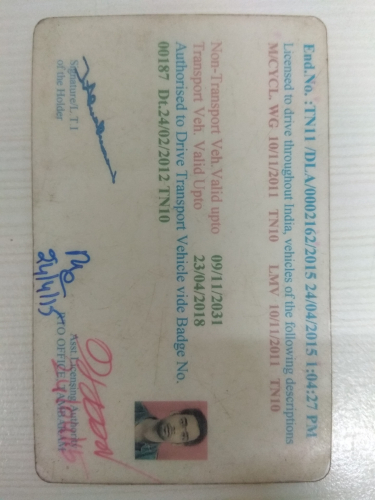 End.No. :TN11 /DLA/0002162/2015 24/04/2015 1:04:27 PM
Licensed to drive throughout India, vehicles of the following descriptions
M/CYCL. WG 10/11/2011 TN10 LMV 10/11/2011 TN10
Non-Transport Veh.Valid upto 09/11/2031
Transport Veh. Valid Upto 23/04/2018
Authorised to Drive Transport Vehicle vide Badge No.
00187 Dt.24/02/2012 TN10
Signature/L.T I
of the Holder
24/4/15
Asst Licensing Authority
RTO OFFICE